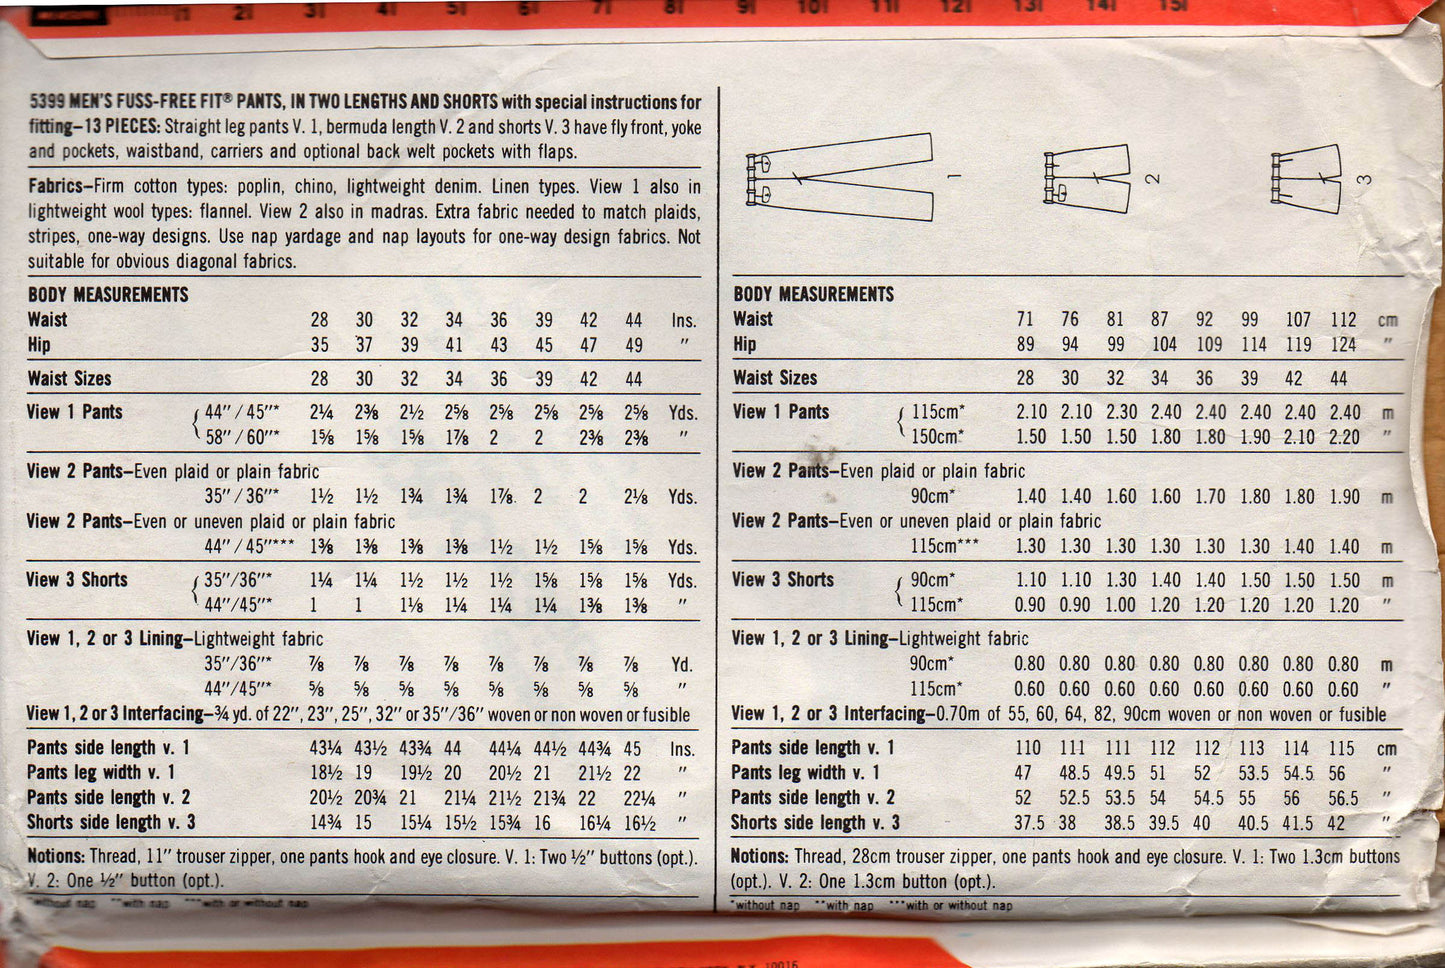 1 2 3 4 5 6 7 8 9 10 11 12 13 14 15
5399 MEN'S FUSS-FREE FIT® PANTS, IN TWO LENGTHS AND SHORTS with special instructions for
fitting—13 PIECES: Straight leg pants V. 1, bermuda length V. 2 and shorts V. 3 have fly front, yoke
and pockets, waistband, carriers and optional back welt pockets with flaps.
Fabrics—Firm cotton types: poplin, chino, lightweight denim. Linen types. View 1 also in
lightweight wool types: flannel. View 2 also in madras. Extra fabric needed to match plaids,
stripes, one-way designs. Use nap yardage and nap layouts for one-way design fabrics. Not
suitable for obvious diagonal fabrics.
BODY MEASUREMENTS
Waist 28 30 32 34 36 39 42 44 Ins.
Hip 35 37 39 41 43 45 47 49 "
Waist Sizes 28 30 32 34 36 39 42 44
View 1 Pants { 44"/45"* 2¼ 2⅜ 2½ 2⅝ 2⅝ 2⅝ 2⅝ 2⅝ Yds.
58"/60"* 1⅝ 1⅝ 1⅝ 1⅞ 2 2 2⅜ 2⅜ "
View 2 Pants—Even plaid or plain fabric
35"/36"* 1½ 1½ 1¾ 1¾ 1⅞ 2 2 2⅛ Yds.
View 2 Pants—Even or uneven plaid or plain fabric
44"/45"*** 1⅜ 1⅜ 1⅜ 1⅜ 1½ 1½ 1⅝ 1⅝ Yds.
View 3 Shorts { 35"/36"* 1¼ 1¼ 1½ 1½ 1½ 1⅝ 1⅝ 1⅝ Yds.
44"/45"* 1 1 1⅛ 1¼ 1¼ 1¼ 1⅜ 1⅜ "
View 1, 2 or 3 Lining—Lightweight fabric
35"/36"* ⅞ ⅞ ⅞ ⅞ ⅞ ⅞ ⅞ ⅞ Yd.
44"/45"* ⅝ ⅝ ⅝ ⅝ ⅝ ⅝ ⅝ ⅝ "
View 1, 2 or 3 Interfacing—¾ yd. of 22", 23", 25", 32" or 35"/36" woven or non woven or fusible
Pants side length v. 1 43¼ 43½ 43¾ 44 44¼ 44½ 44¾ 45 Ins.
Pants leg width v. 1 18½ 19 19½ 20 20½ 21 21½ 22 "
Pants side length v. 2 20½ 20¾ 21 21¼ 21½ 21¾ 22 22¼ "
Shorts side length v. 3 14¾ 15 15¼ 15½ 15¾ 16 16¼ 16½ "
Notions: Thread, 11" trouser zipper, one pants hook and eye closure. V. 1: Two ½" buttons (opt.).
V. 2: One ½" button (opt.).
*without nap **with nap ***with or without nap
1 2 3
BODY MEASUREMENTS
Waist 71 76 81 87 92 99 107 112 cm
Hip 89 94 99 104 109 114 119 124 "
Waist Sizes 28 30 32 34 36 39 42 44
View 1 Pants { 115cm* 2.10 2.10 2.30 2.40 2.40 2.40 2.40 2.40 m
150cm* 1.50 1.50 1.50 1.80 1.80 1.90 2.10 2.20 "
View 2 Pants—Even plaid or plain fabric
90cm* 1.40 1.40 1.60 1.60 1.70 1.80 1.80 1.90 m
View 2 Pants—Even or uneven plaid or plain fabric
115cm*** 1.30 1.30 1.30 1.30 1.30 1.30 1.40 1.40 m
View 3 Shorts { 90cm* 1.10 1.10 1.30 1.40 1.40 1.50 1.50 1.50 m
115cm* 0.90 0.90 1.00 1.20 1.20 1.20 1.20 1.20 "
View 1, 2 or 3 Lining—Lightweight fabric
90cm* 0.80 0.80 0.80 0.80 0.80 0.80 0.80 0.80 m
115cm* 0.60 0.60 0.60 0.60 0.60 0.60 0.60 0.60 "
View 1, 2 or 3 Interfacing—0.70m of 55, 60, 64, 82, 90cm woven or non woven or fusible
Pants side length v. 1 110 111 111 112 112 113 114 115 cm
Pants leg width v. 1 47 48.5 49.5 51 52 53.5 54.5 56 "
Pants side length v. 2 52 52.5 53.5 54 54.5 55 56 56.5 "
Shorts side length v. 3 37.5 38 38.5 39.5 40 40.5 41.5 42 "
Notions: Thread, 28cm trouser zipper, one pants hook and eye closure. V. 1: Two 1.3cm buttons
(opt.). V. 2: One 1.3cm button (opt.).
*without nap **with nap ***with or without nap
10016